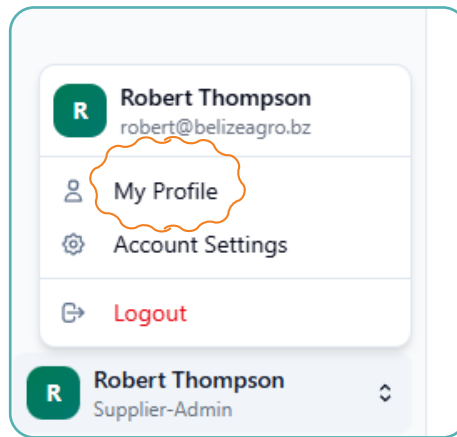 R
Robert Thompson
robert@belizeagro.bz
My Profile
Account Settings
Logout
R
Robert Thompson
Supplier-Admin